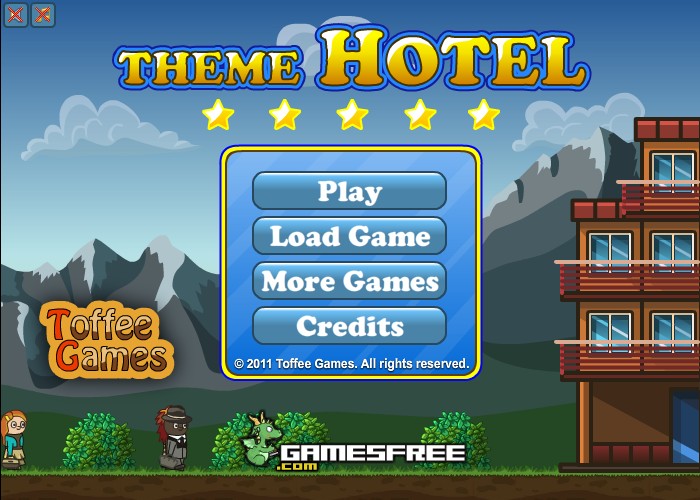 THEME HOTEL
Play
Load Game
More Games
Credits
© 2011 Toffee Games. All rights reserved.
Toffee
Games
GAMESFREE
.com